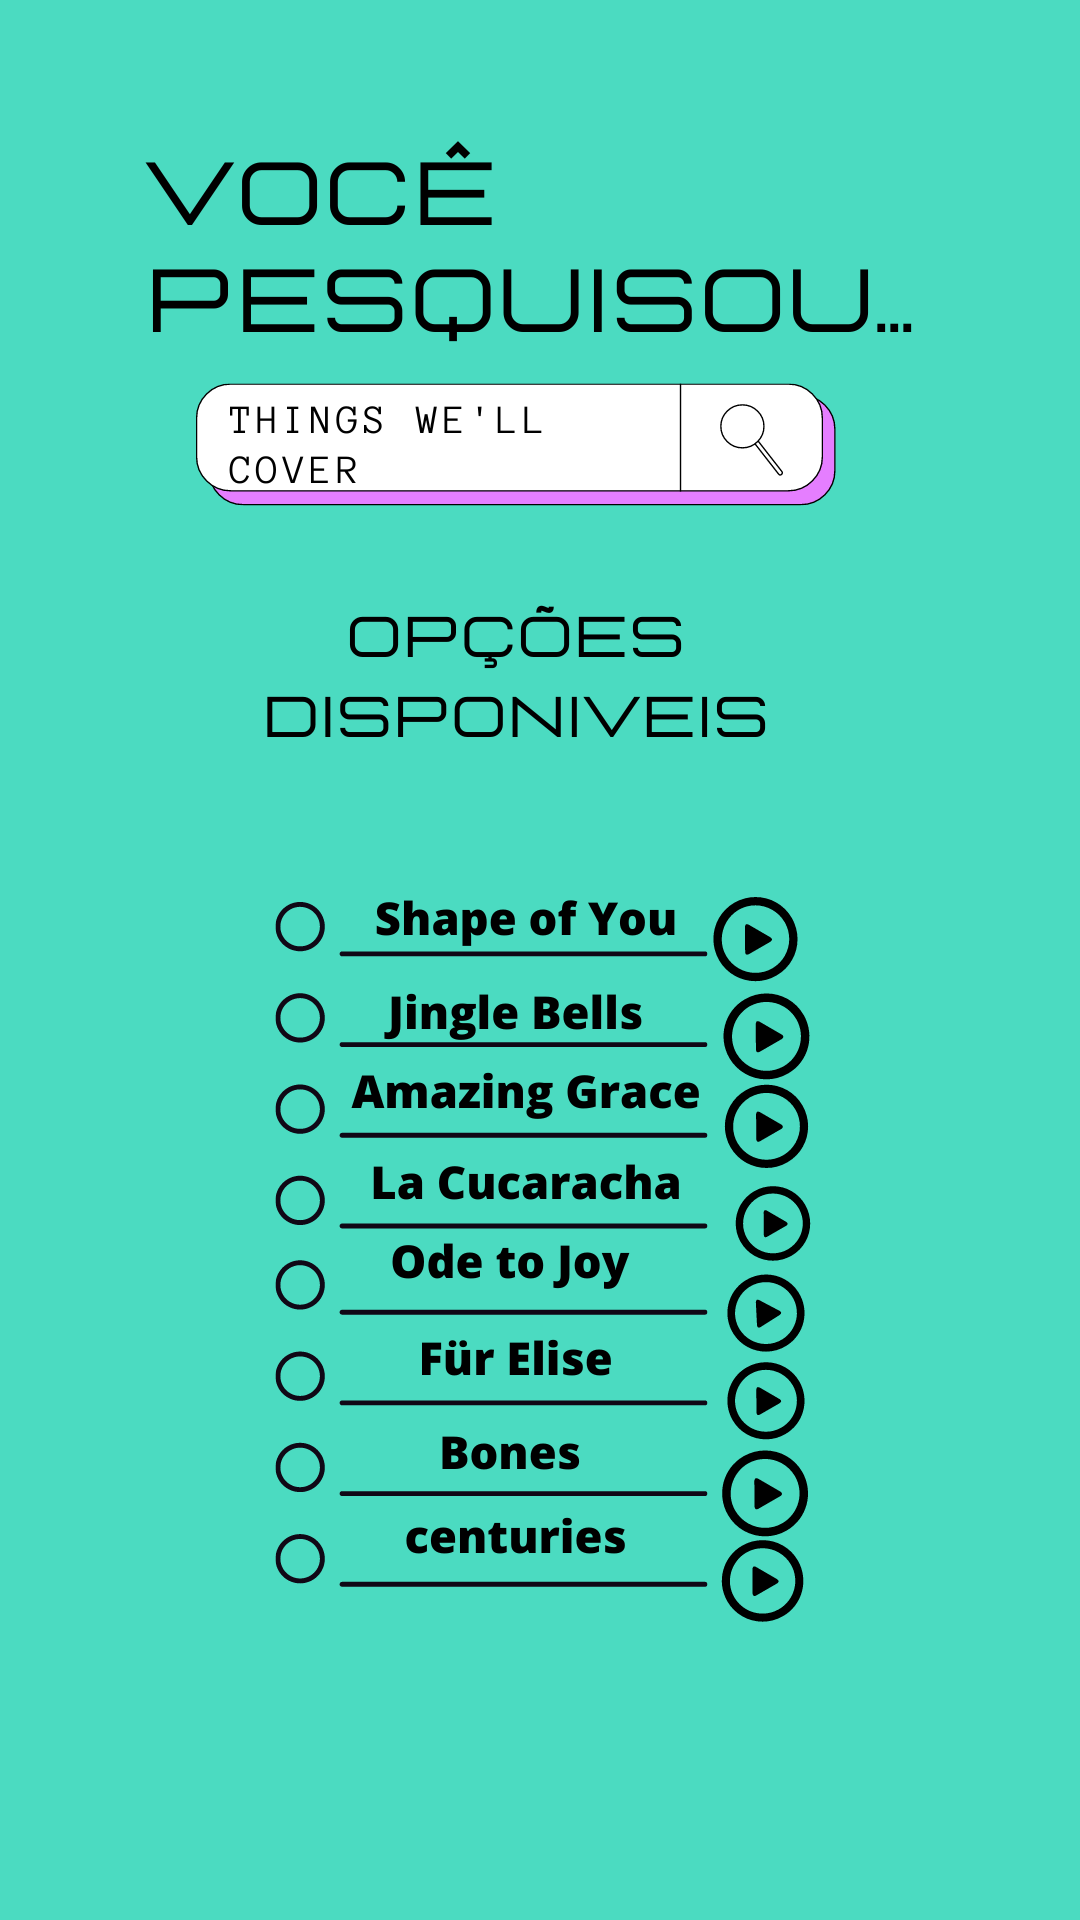 VOCÊ
PESQUISOU...
THINGS WE'LL
COVER
OPÇÕES
DISPONIVEIS
Shape of You
Jingle Bells
Amazing Grace
La Cucaracha
Ode to Joy
Für Elise
Bones
centuries